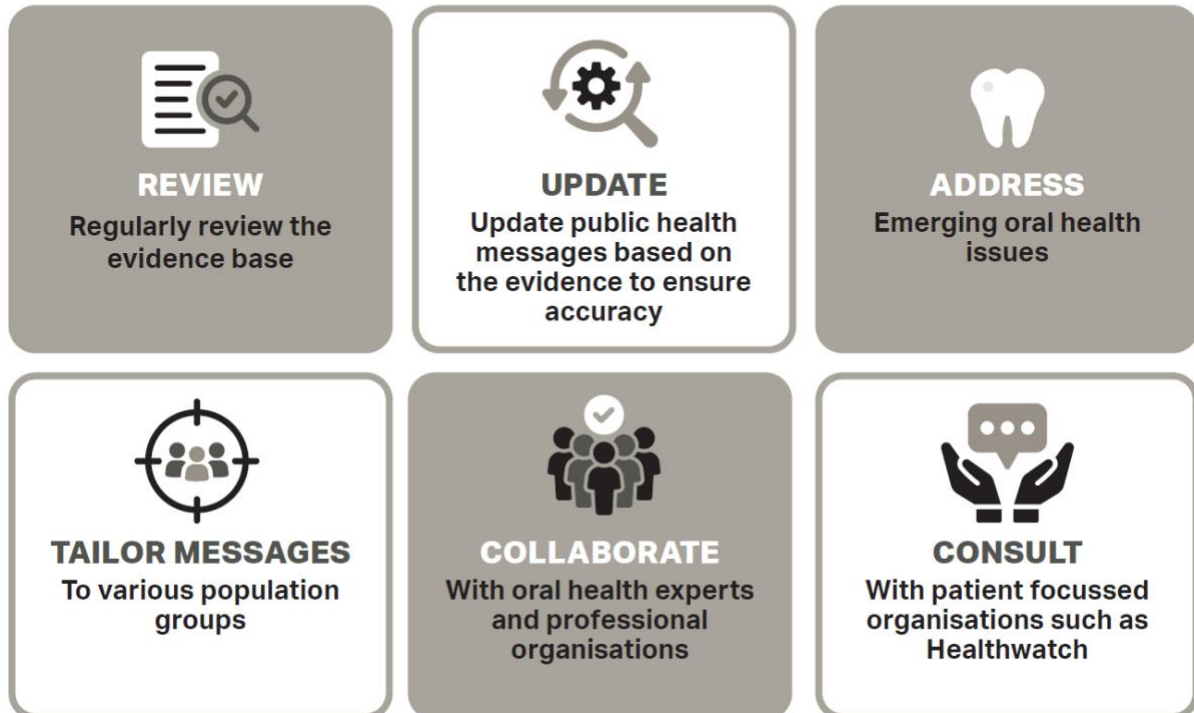 REVIEW
Regularly review the
evidence base
UPDATE
Update public health
messages based on
the evidence to ensure
accuracy
ADDRESS
Emerging oral health
issues
TAILOR MESSAGES
To various population
groups
COLLABORATE
With oral health experts
and professional
organisations
CONSULT
With patient focussed
organisations such as
Healthwatch